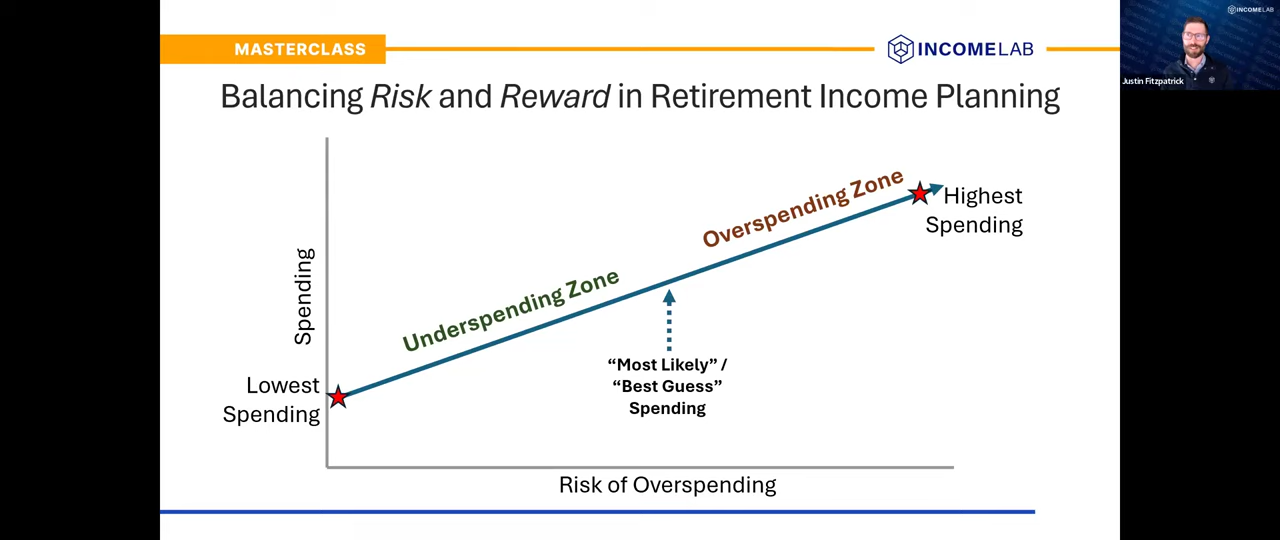 MASTERCLASS
INCOMELAB
INCOMELAB
Justin Fitzpatrick
Balancing Risk and Reward in Retirement Income Planning
Spending
Overspending Zone
Highest
Spending
Underspending Zone
“Most Likely” /
“Best Guess”
Spending
Lowest
Spending
Risk of Overspending